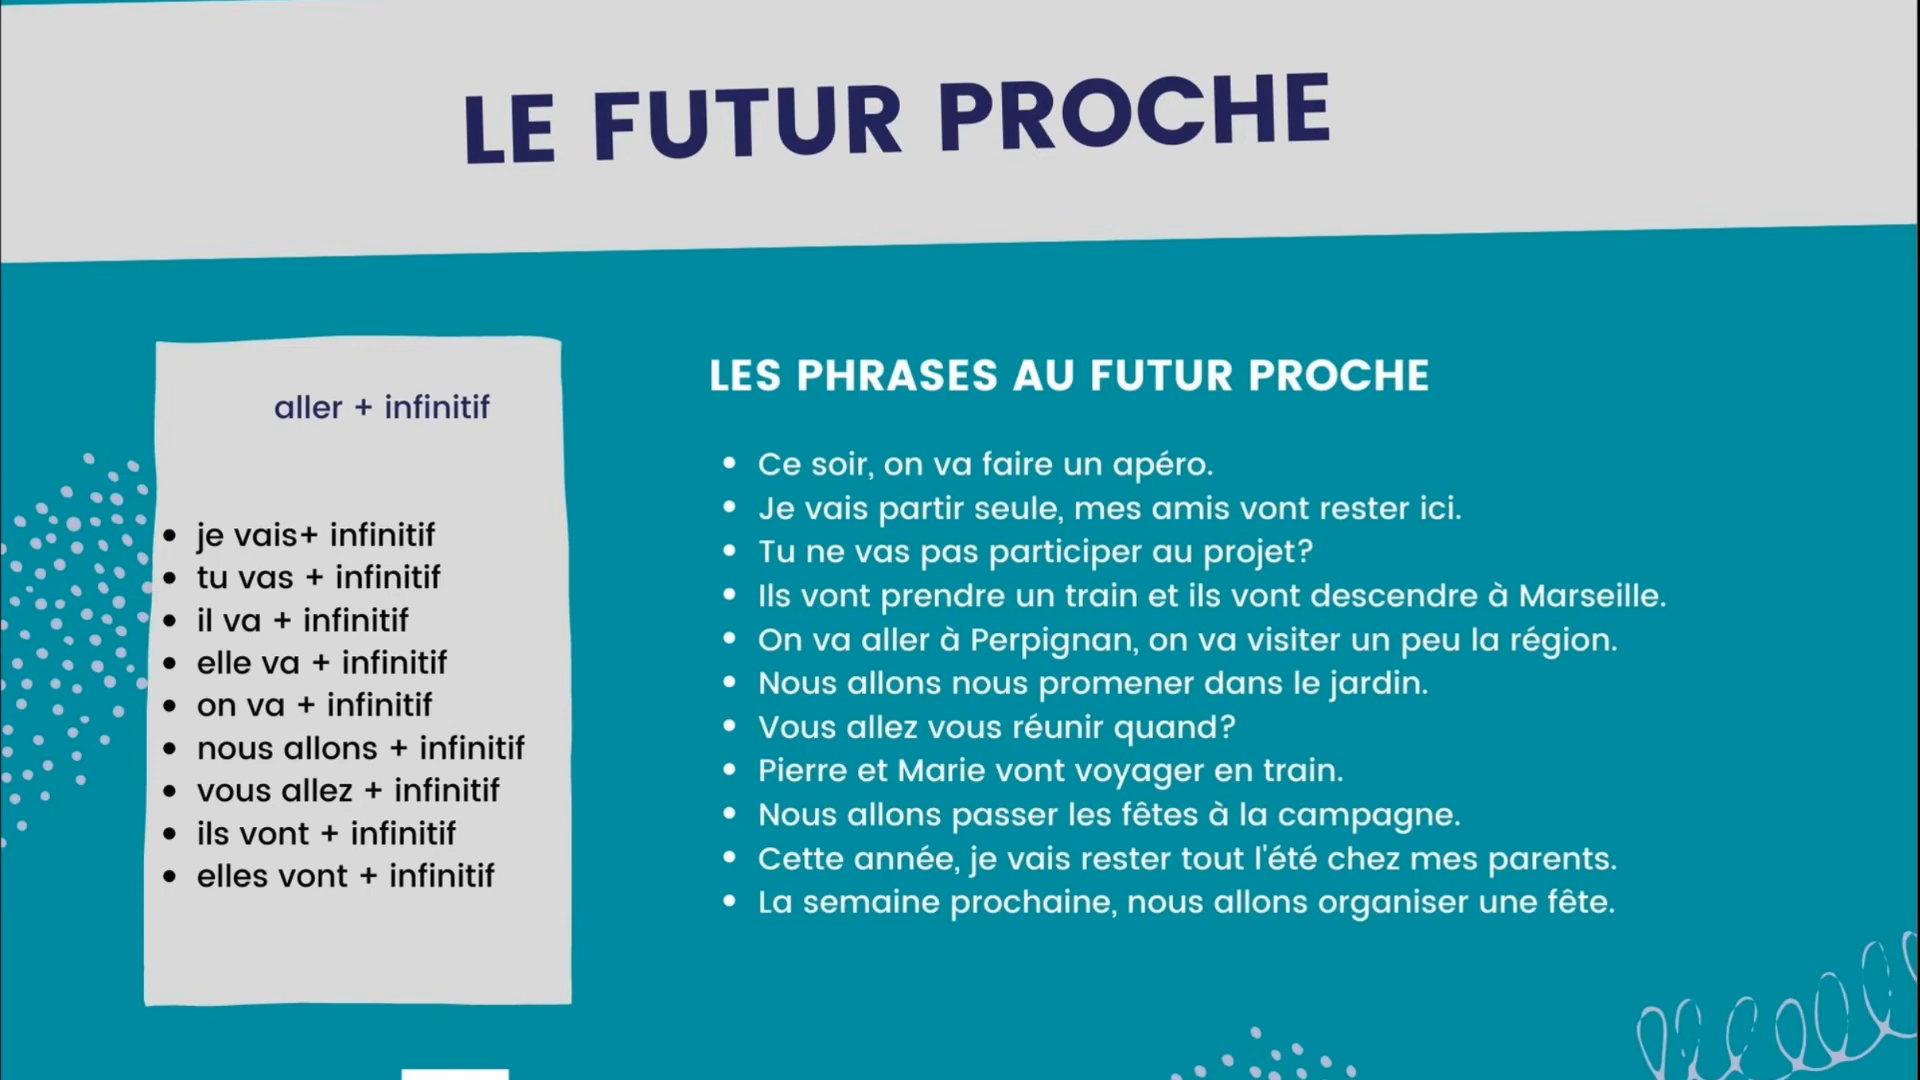 LE FUTUR PROCHE
aller + infinitif
je vais+ infinitif
tu vas + infinitif
il va + infinitif
elle va + infinitif
on va + infinitif
nous allons + infinitif
vous allez + infinitif
ils vont + infinitif
elles vont + infinitif
LES PHRASES AU FUTUR PROCHE
Ce soir, on va faire un apéro.
Je vais partir seule, mes amis vont rester ici.
Tu ne vas pas participer au projet?
Ils vont prendre un train et ils vont descendre à Marseille.
On va aller à Perpignan, on va visiter un peu la région.
Nous allons nous promener dans le jardin.
Vous allez vous réunir quand?
Pierre et Marie vont voyager en train.
Nous allons passer les fêtes à la campagne.
Cette année, je vais rester tout l'été chez mes parents.
La semaine prochaine, nous allons organiser une fête.